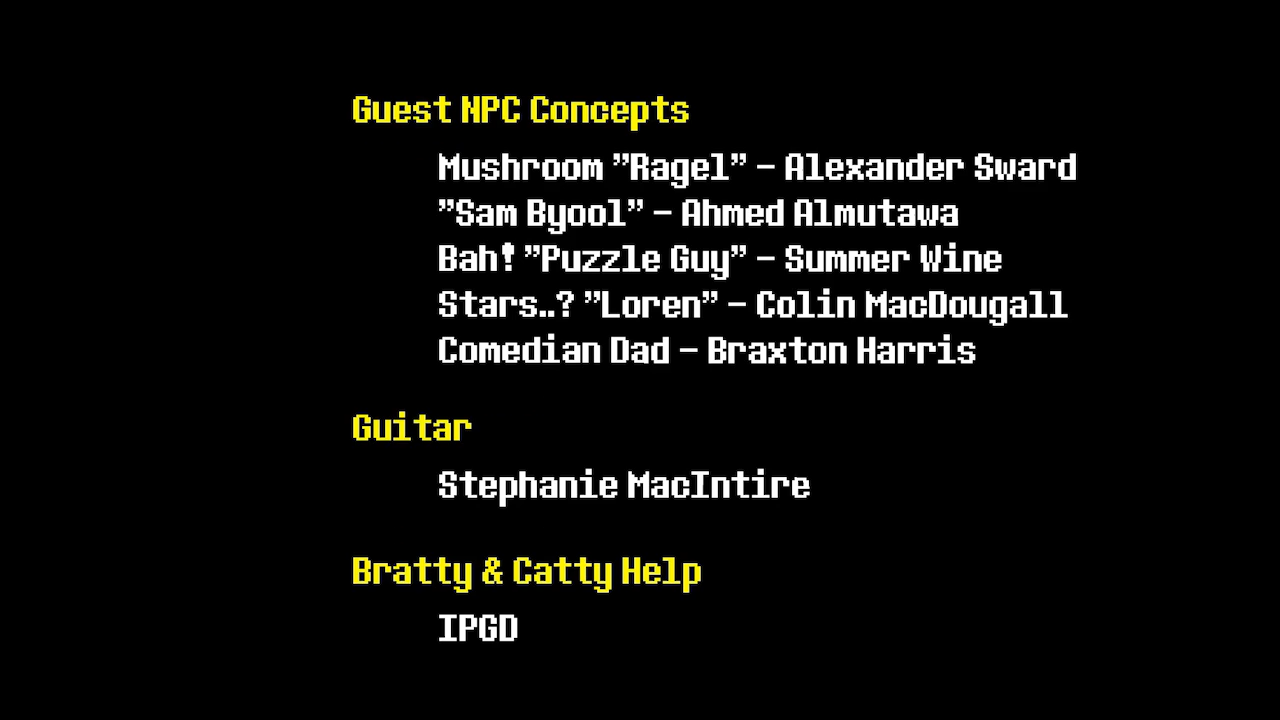 Guest NPC Concepts
Mushroom ”Ragel” - Alexander Sward
”Sam Byool” - Ahmed Almutawa
Bah! ”Puzzle Guy” - Summer Wine
Stars..? ”Loren” - Colin MacDougall
Comedian Dad - Braxton Harris
Guitar
Stephanie MacIntire
Bratty & Catty Help
IPGD